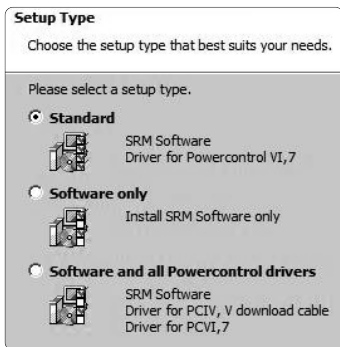 Setup Type
Choose the setup type that best suits your needs.
Please select a setup type.
Standard
SRM Software
Driver for Powercontrol VI,7
Software only
Install SRM Software only
Software and all Powercontrol drivers
SRM Software
Driver for PCIV, V download cable
Driver for PCVI,7